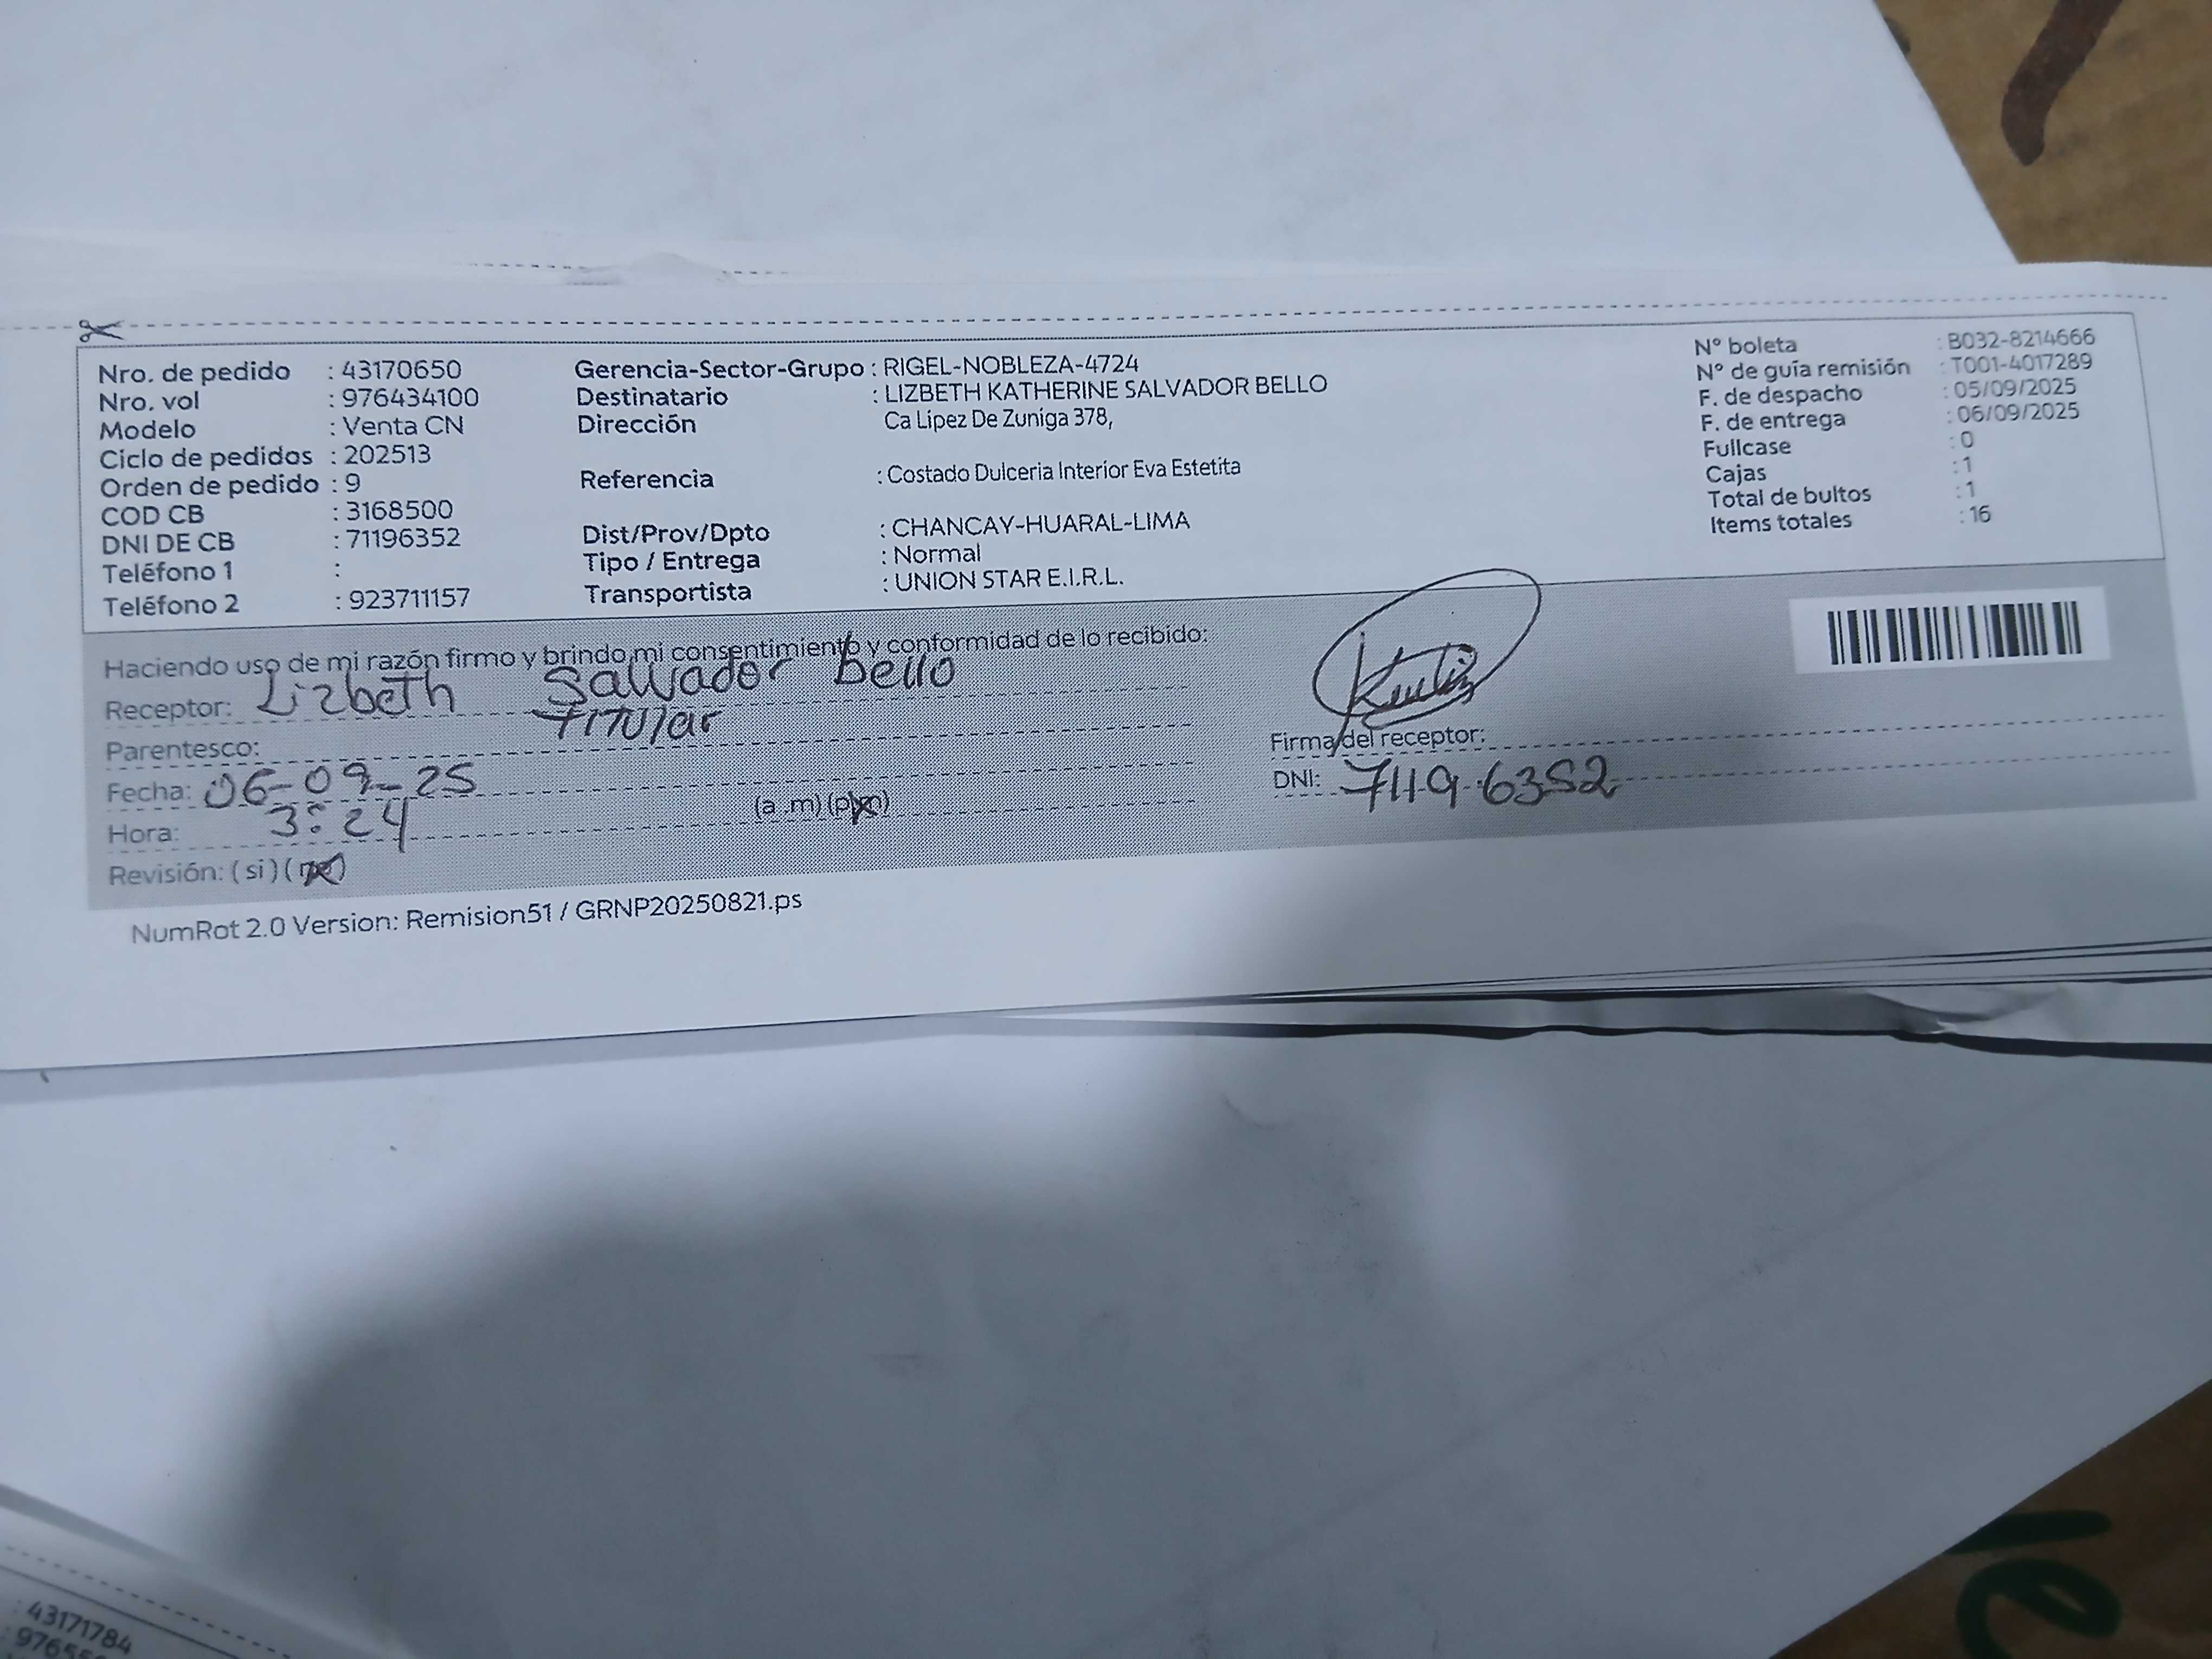 Nro. de pedido : 43170650
Nro. vol : 976434100
Modelo : Venta CN
Ciclo de pedidos : 202513
Orden de pedido : 9
COD CB : 3168500
DNI DE CB : 71196352
Teléfono 1 :
Teléfono 2 : 923711157
Gerencia-Sector-Grupo : RIGEL-NOBLEZA-4724
Destinatario : LIZBETH KATHERINE SALVADOR BELLO
Dirección Ca Lipez De Zuniga 378,
Referencia : Costado Dulceria Interior Eva Estetita
Dist/Prov/Dpto : CHANCAY-HUARAL-LIMA
Tipo / Entrega : Normal
Transportista : UNION STAR E.I.R.L.
N° boleta : B032-8214666
N° de guía remisión : T001-4017289
F. de despacho : 05/09/2025
F. de entrega : 06/09/2025
Fullcase : 0
Cajas : 1
Total de bultos : 1
Items totales : 16
Haciendo uso de mi razón firmo y brindo mi consentimiento y conformidad de lo recibido:
Receptor: Lizbeth Salvador bello
Parentesco: TITUlar
Fecha: 06-09-25
Hora: 3:24 (a .m) (p.m)
Revisión: (si) (no)
Firma del receptor:
DNI: 71196352
NumRot 2.0 Version: Remision51 / GRNP20250821.ps
: 43171784